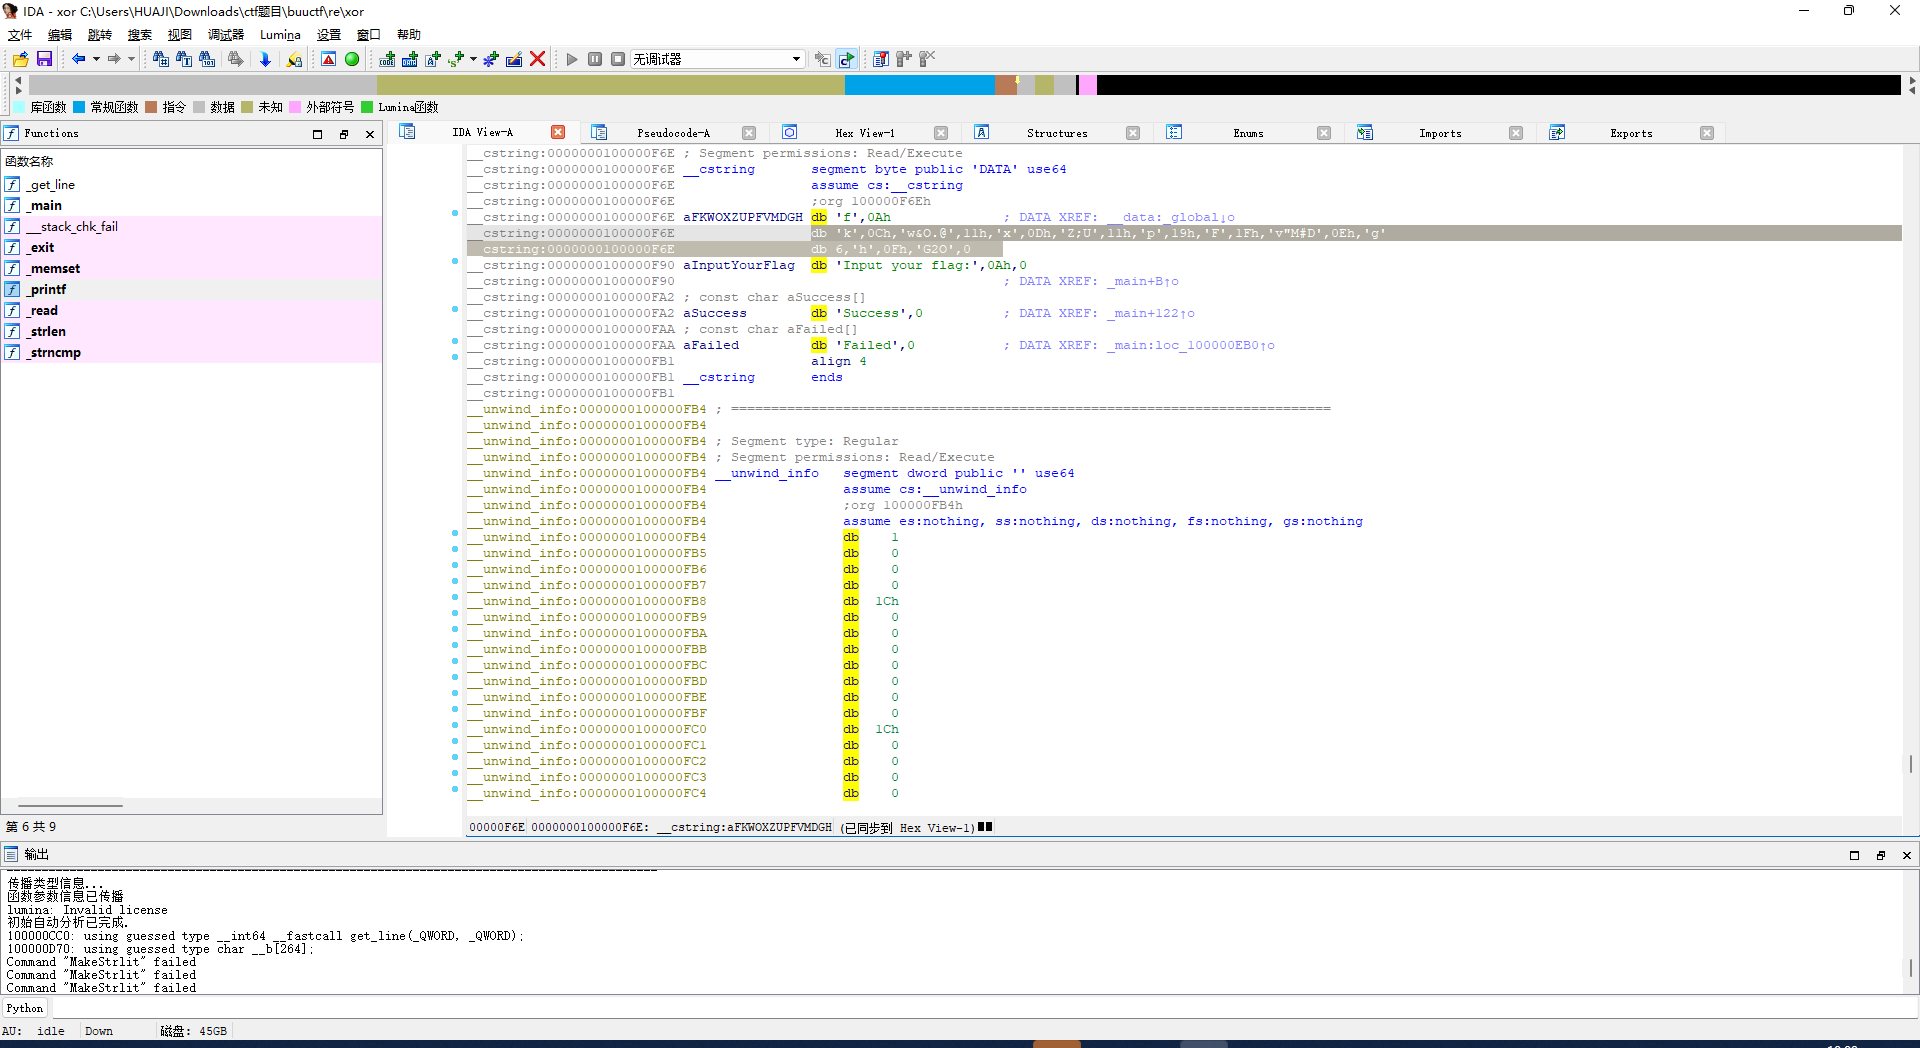 IDA - xor C:\Users\HUAJI\Downloads\ctf题目\buuctf\re\xor
文件 编辑 跳转 搜索 视图 调试器 Lumina 设置 窗口 帮助
无调试器
库函数 常规函数 指令 数据 未知 外部符号 Lumina函数
Functions
函数名称
_get_line
_main
___stack_chk_fail
_exit
_memset
_printf
_read
_strlen
_strncmp
第 6 共 9
IDA View-A Pseudocode-A Hex View-1 Structures Enums Imports Exports
__cstring:0000000100000F6E ; Segment permissions: Read/Execute
__cstring:0000000100000F6E __cstring segment byte public 'DATA' use64
__cstring:0000000100000F6E assume cs:__cstring
__cstring:0000000100000F6E ;org 100000F6Eh
__cstring:0000000100000F6E aFKWOXZUPFVMDGH db 'f',0Ah ; DATA XREF: __data:_global↓o
__cstring:0000000100000F6E db 'k',0Ch,'w&O.@',11h,'x',0Dh,'Z;U',11h,'p',19h,'F',1Fh,'v"M#D',0Eh,'g'
__cstring:0000000100000F6E db 6,'h',0Fh,'G2O',0
__cstring:0000000100000F90 aInputYourFlag db 'Input your flag:',0Ah,0
__cstring:0000000100000F90 ; DATA XREF: _main+B↑o
__cstring:0000000100000FA2 ; const char aSuccess[]
__cstring:0000000100000FA2 aSuccess db 'Success',0 ; DATA XREF: _main+122↑o
__cstring:0000000100000FAA ; const char aFailed[]
__cstring:0000000100000FAA aFailed db 'Failed',0 ; DATA XREF: _main:loc_100000EB0↑o
__cstring:0000000100000FB1 align 4
__cstring:0000000100000FB1 __cstring ends
__cstring:0000000100000FB1
__unwind_info:0000000100000FB4 ; ===========================================================================
__unwind_info:0000000100000FB4
__unwind_info:0000000100000FB4 ; Segment type: Regular
__unwind_info:0000000100000FB4 ; Segment permissions: Read/Execute
__unwind_info:0000000100000FB4 __unwind_info segment dword public '' use64
__unwind_info:0000000100000FB4 assume cs:__unwind_info
__unwind_info:0000000100000FB4 ;org 100000FB4h
__unwind_info:0000000100000FB4 assume es:nothing, ss:nothing, ds:nothing, fs:nothing, gs:nothing
__unwind_info:0000000100000FB4 db 1
__unwind_info:0000000100000FB5 db 0
__unwind_info:0000000100000FB6 db 0
__unwind_info:0000000100000FB7 db 0
__unwind_info:0000000100000FB8 db 1Ch
__unwind_info:0000000100000FB9 db 0
__unwind_info:0000000100000FBA db 0
__unwind_info:0000000100000FBB db 0
__unwind_info:0000000100000FBC db 0
__unwind_info:0000000100000FBD db 0
__unwind_info:0000000100000FBE db 0
__unwind_info:0000000100000FBF db 0
__unwind_info:0000000100000FC0 db 1Ch
__unwind_info:0000000100000FC1 db 0
__unwind_info:0000000100000FC2 db 0
__unwind_info:0000000100000FC3 db 0
__unwind_info:0000000100000FC4 db 0
00000F6E 0000000100000F6E: __cstring:aFKWOXZUPFVMDGH (已同步到 Hex View-1)
输出
传播类型信息...
函数参数信息已传播
lumina: Invalid license
初始自动分析已完成.
100000CC0: using guessed type __int64 __fastcall get_line(_QWORD, _QWORD);
100000D70: using guessed type char __b[264];
Command "MakeStrlit" failed
Command "MakeStrlit" failed
Command "MakeStrlit" failed
Python
AU: idle Down 磁盘: 45GB